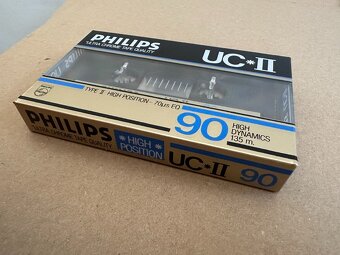 PHILIPS
ULTRA CHROME TAPE QUALITY
UC*II
TYPE II HIGH POSITION - 70µs EQ
90
HIGH
DYNAMICS
135 m.
PHILIPS
ULTRA CHROME TAPE QUALITY
*HIGH*
POSITION
UC*II
90